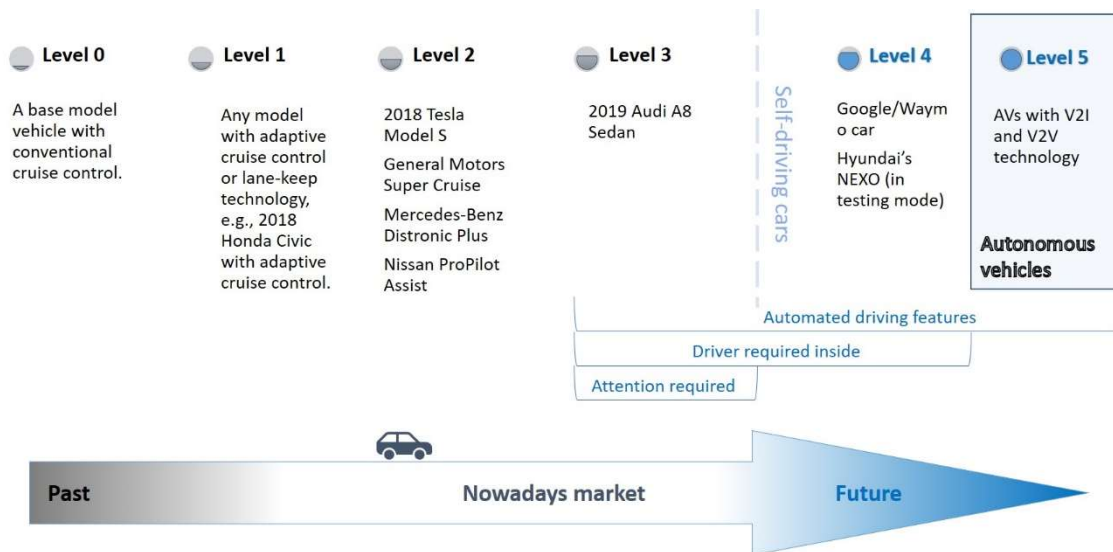 Level 0
A base model
vehicle with
conventional
cruise control.
Level 1
Any model
with adaptive
cruise control
or lane-keep
technology,
e.g., 2018
Honda Civic
with adaptive
cruise control.
Level 2
2018 Tesla
Model S
General Motors
Super Cruise
Mercedes-Benz
Distronic Plus
Nissan ProPilot
Assist
Level 3
2019 Audi A8
Sedan
Self-driving cars
Level 4
Google/Waym
o car
Hyundai's
NEXO (in
testing mode)
Level 5
AVs with V2I
and V2V
technology
Autonomous
vehicles
Automated driving features
Driver required inside
Attention required
Past
Nowadays market
Future